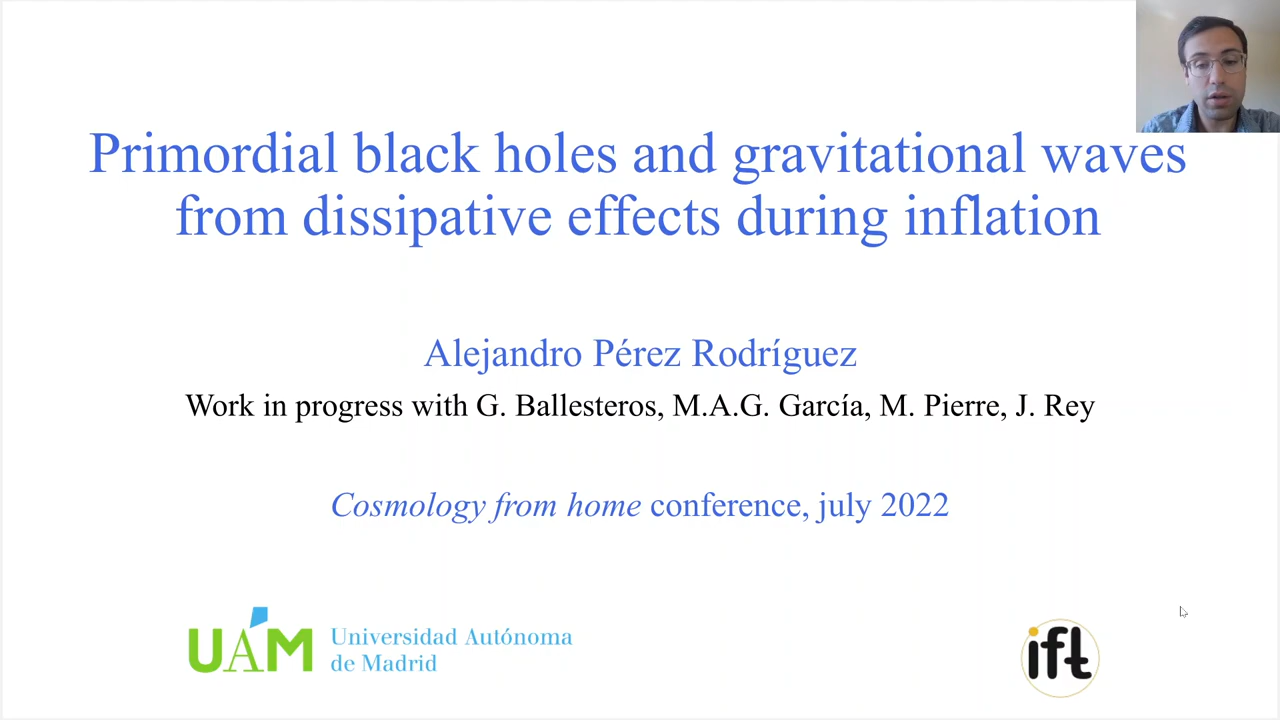 Primordial black holes and gravitational waves
from dissipative effects during inflation
Alejandro Pérez Rodríguez
Work in progress with G. Ballesteros, M.A.G. García, M. Pierre, J. Rey
Cosmology from home conference, july 2022
UAM Universidad Autónoma
de Madrid
ift